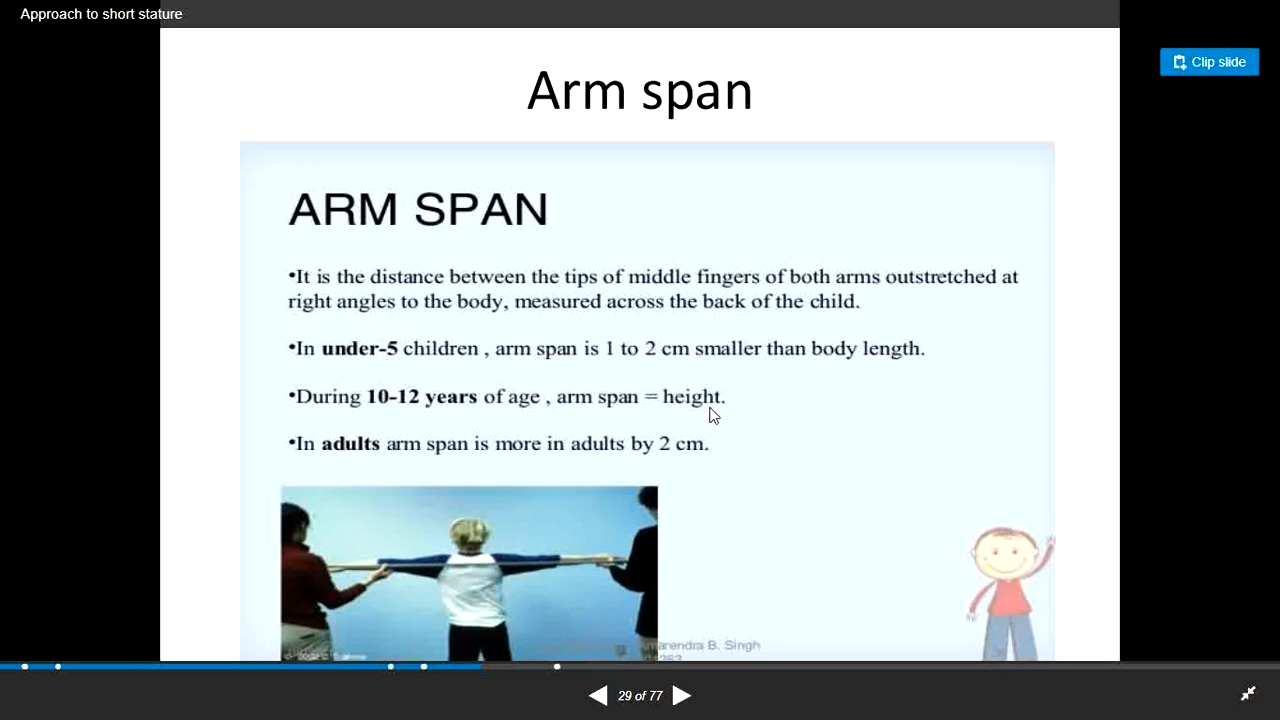 Approach to short stature
Clip slide
Arm span
ARM SPAN
•It is the distance between the tips of middle fingers of both arms outstretched at
right angles to the body, measured across the back of the child.
•In under-5 children , arm span is 1 to 2 cm smaller than body length.
•During 10-12 years of age , arm span = height.
•In adults arm span is more in adults by 2 cm.
B. Singh
29 of 77